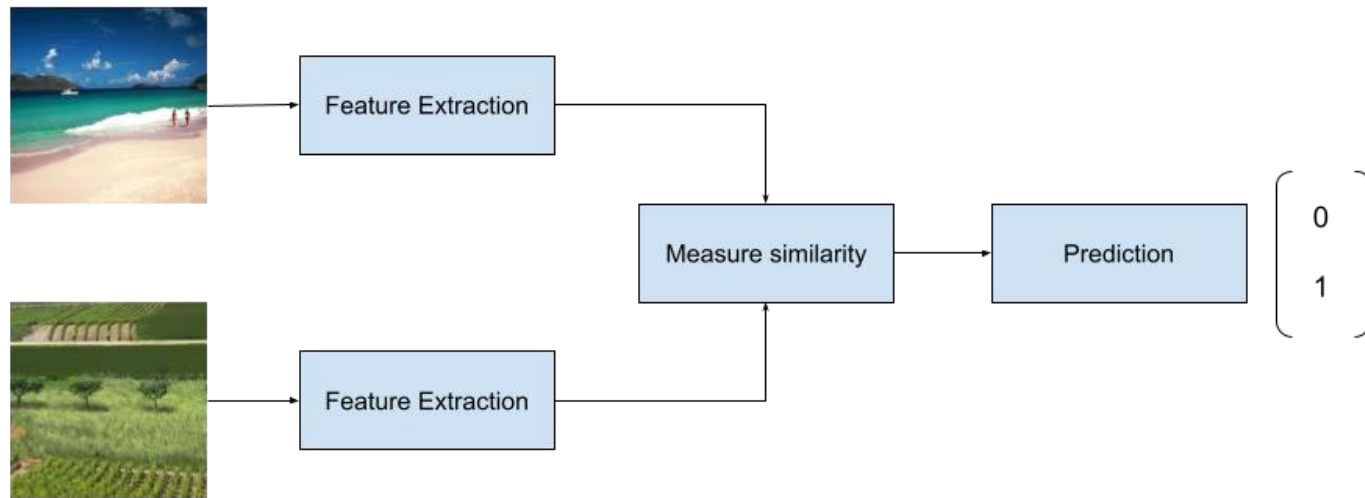 Feature Extraction
Measure similarity
Prediction
0
1
Feature Extraction